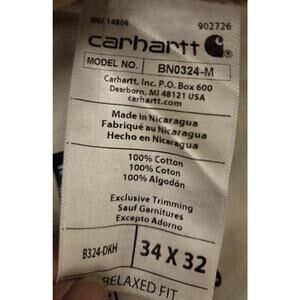 RN# 14806 902726
carhartt
MODEL NO. BN0324-M
Carhartt, Inc. P.O. Box 600
Dearborn, MI 48121 USA
carhartt.com
Made in Nicaragua
Fabriqué au Nicaragua
Hecho en Nicaragua
100% Cotton
100% Coton
100% Algodón
Exclusive Trimming
Sauf Garnitures
Excepto Adorno
B324-DKH 34 X 32
RELAXED FIT